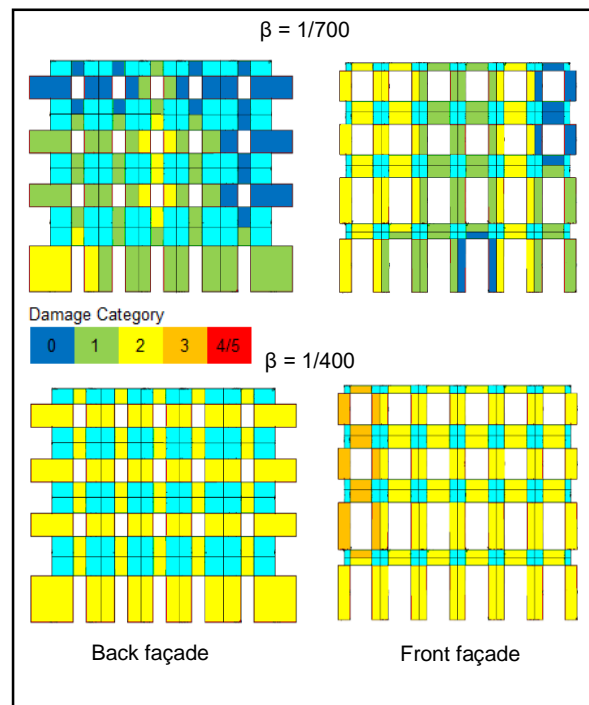 β = 1/700
Damage Category
0 1 2 3 4/5
β = 1/400
Back façade Front façade